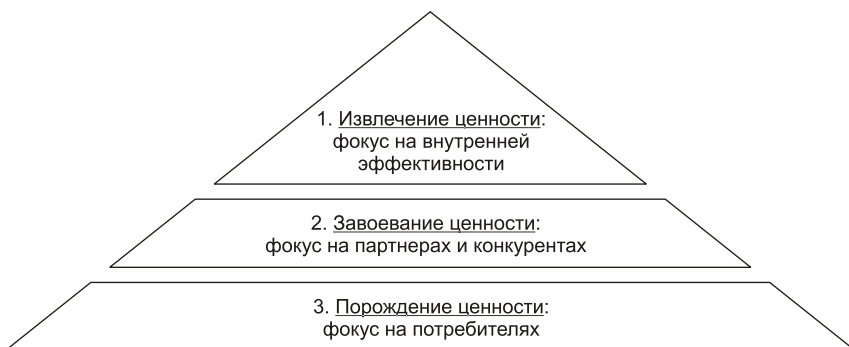 1. Извлечение ценности:
фокус на внутренней
эффективности
2. Завоевание ценности:
фокус на партнерах и конкурентах
3. Порождение ценности:
фокус на потребителях